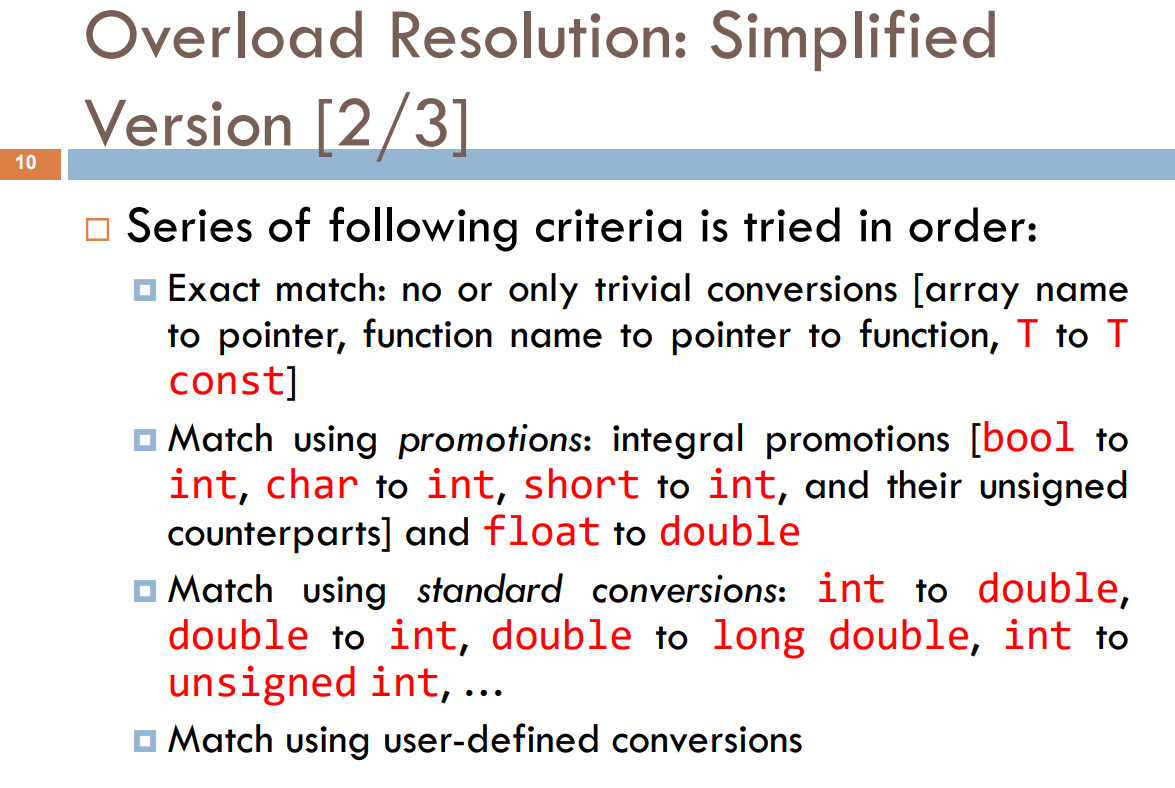 Overload Resolution: Simplified
Version [2/3]
10
Series of following criteria is tried in order:
Exact match: no or only trivial conversions [array name
to pointer, function name to pointer to function, T to T
const]
Match using promotions: integral promotions [bool to
int, char to int, short to int, and their unsigned
counterparts] and float to double
Match using standard conversions: int to double,
double to int, double to long double, int to
unsigned int, …
Match using user-defined conversions